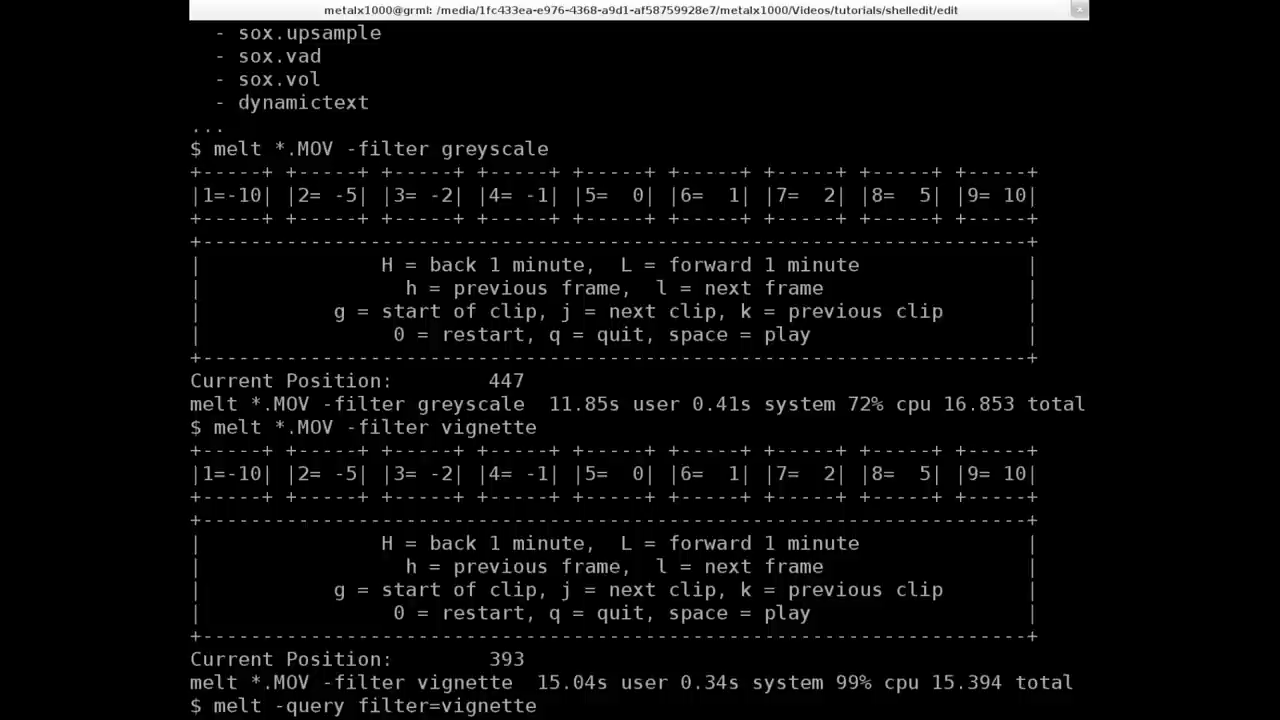 metalx1000@grml: /media/1fc433ea-e976-4368-a9d1-af58759928e7/metalx1000/Videos/tutorials/shelledit/edit
  - sox.upsample
  - sox.vad
  - sox.vol
  - dynamictext
...
$ melt *.MOV -filter greyscale
+-----+ +-----+ +-----+ +-----+ +-----+ +-----+ +-----+ +-----+ +-----+
|1=-10| |2= -5| |3= -2| |4= -1| |5=  0| |6=  1| |7=  2| |8=  5| |9= 10|
+-----+ +-----+ +-----+ +-----+ +-----+ +-----+ +-----+ +-----+ +-----+
+---------------------------------------------------------------------+
|               H = back 1 minute,  L = forward 1 minute              |
|                 h = previous frame,  l = next frame                 |
|           g = start of clip, j = next clip, k = previous clip       |
|                0 = restart, q = quit, space = play                  |
+---------------------------------------------------------------------+
Current Position:        447
melt *.MOV -filter greyscale  11.85s user 0.41s system 72% cpu 16.853 total
$ melt *.MOV -filter vignette
+-----+ +-----+ +-----+ +-----+ +-----+ +-----+ +-----+ +-----+ +-----+
|1=-10| |2= -5| |3= -2| |4= -1| |5=  0| |6=  1| |7=  2| |8=  5| |9= 10|
+-----+ +-----+ +-----+ +-----+ +-----+ +-----+ +-----+ +-----+ +-----+
+---------------------------------------------------------------------+
|               H = back 1 minute,  L = forward 1 minute              |
|                 h = previous frame,  l = next frame                 |
|           g = start of clip, j = next clip, k = previous clip       |
|                0 = restart, q = quit, space = play                  |
+---------------------------------------------------------------------+
Current Position:        393
melt *.MOV -filter vignette  15.04s user 0.34s system 99% cpu 15.394 total
$ melt -query filter=vignette